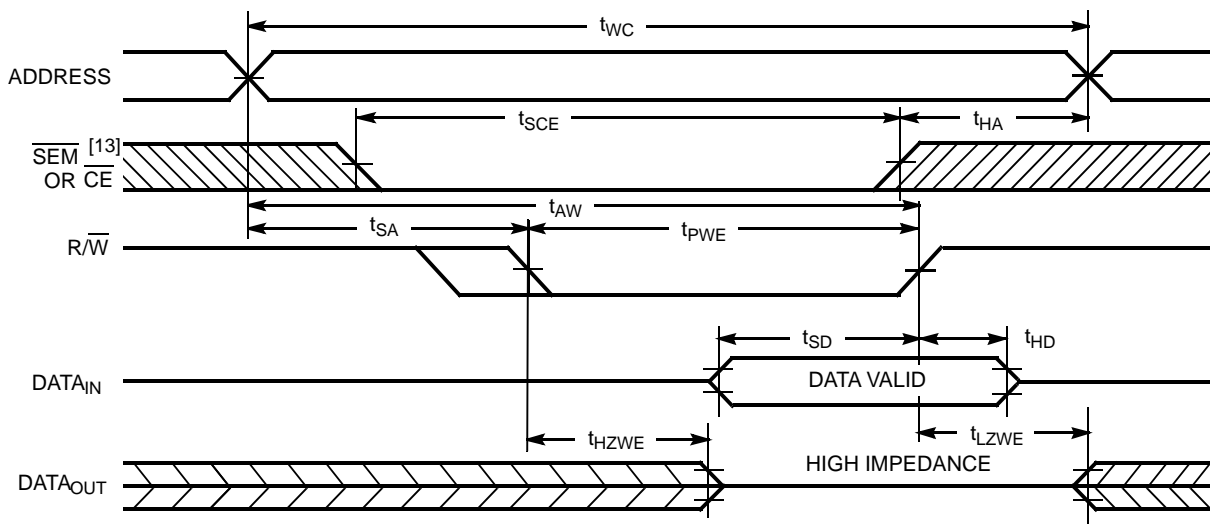 tWC
ADDRESS
tSCE
tHA
SEM [13]
OR CE
tAW
tSA
tPWE
R/W
tSD
tHD
DATAIN
DATA VALID
tHZWE
tLZWE
HIGH IMPEDANCE
DATAOUT